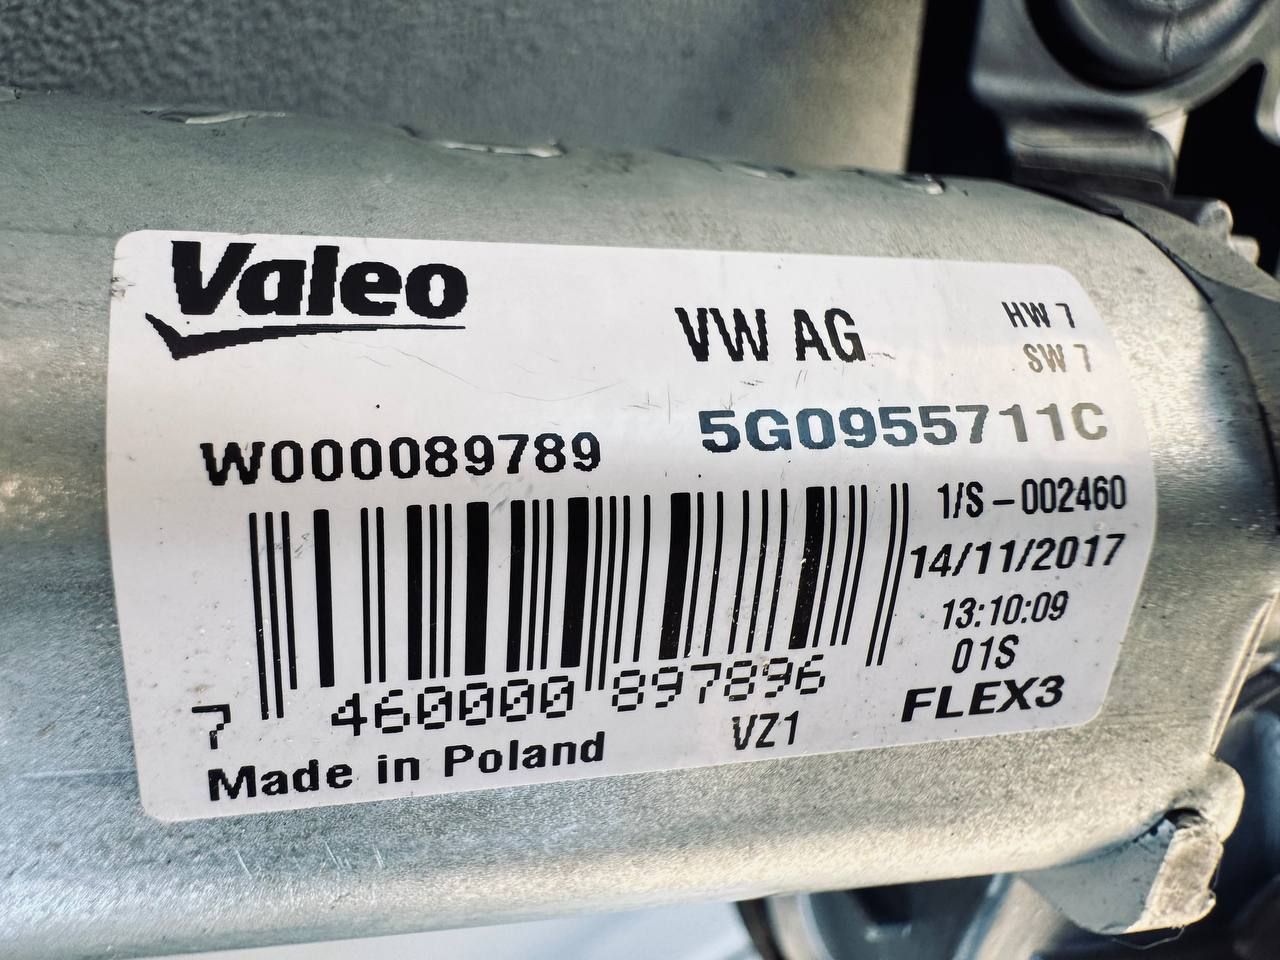 Valeo
VW AG
HW 7
SW 7
W000089789
5G0955711C
1/S - 002460
14/11/2017
13:10:09
01S
7 460000 897896
VZ1
FLEX3
Made in Poland